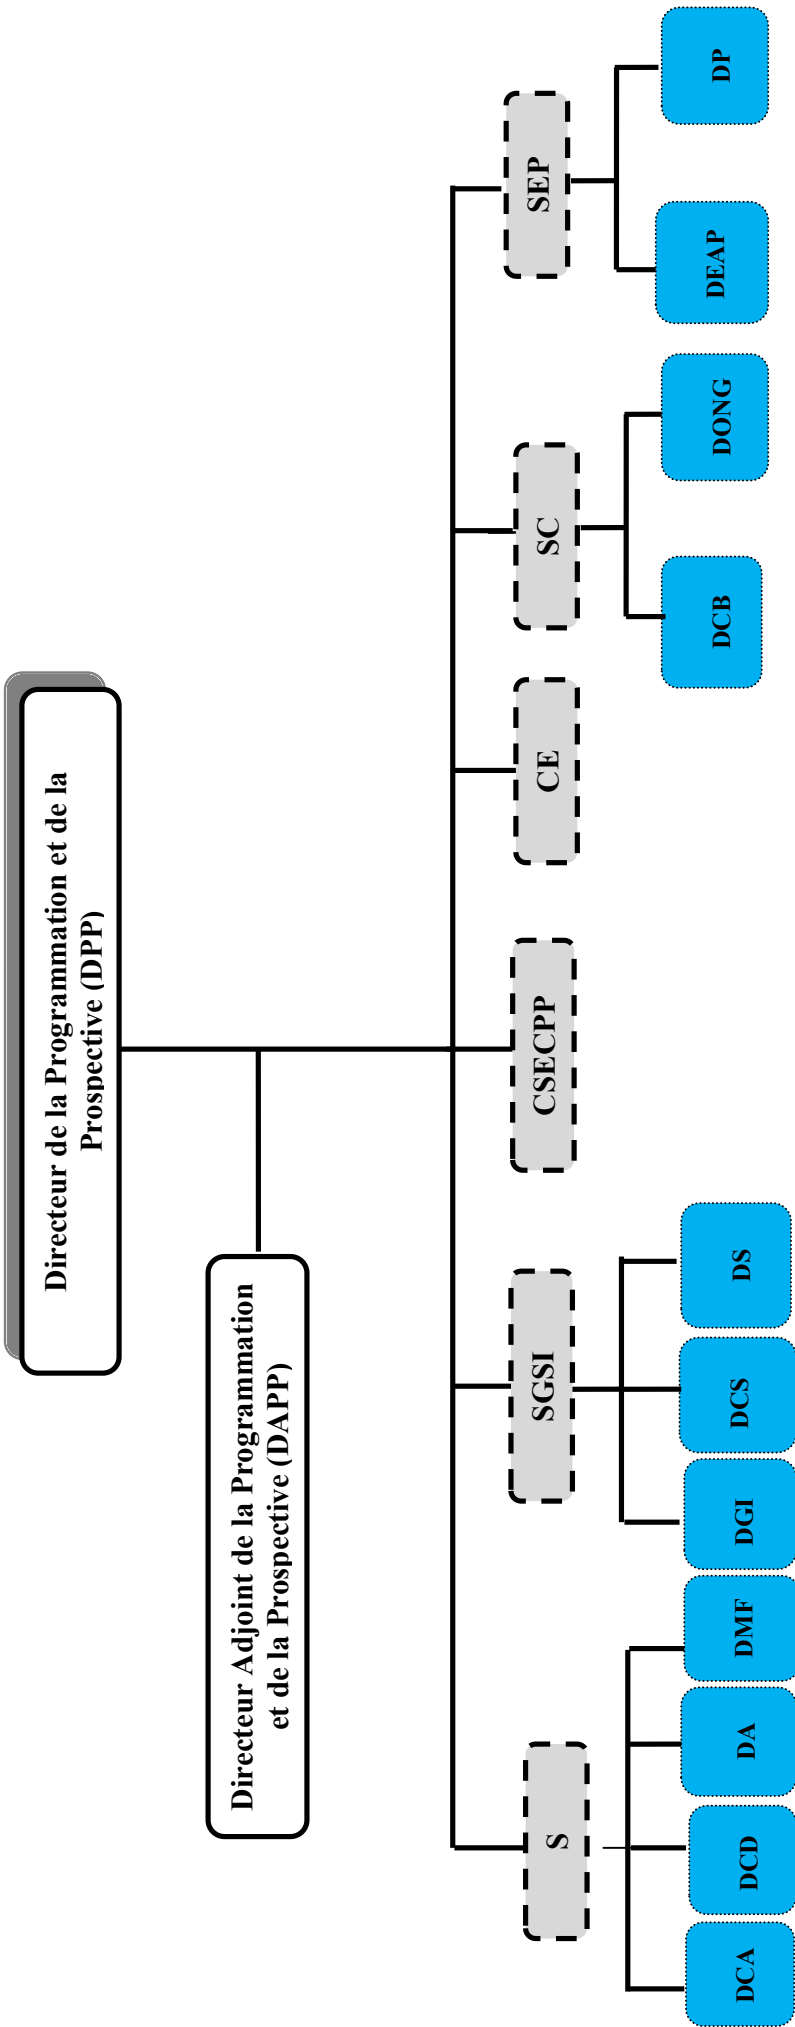 Directeur de la Programmation et de la
Prospective (DPP)
Directeur Adjoint de la Programmation
et de la Prospective (DAPP)
S
SGSI
CSECPP
CE
SC
SEP
DCA
DCD
DA
DMF
DGI
DCS
DS
DCB
DONG
DEAP
DP